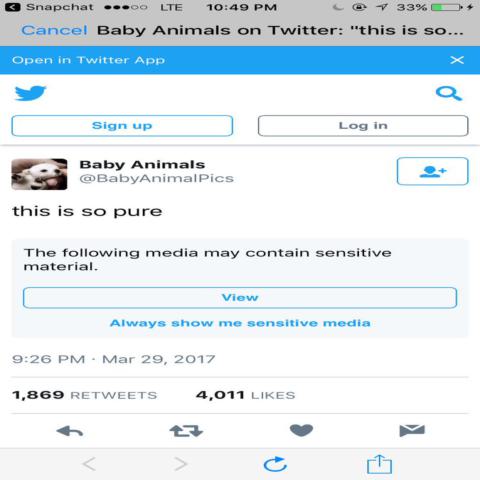 Snapchat LTE 10:49 PM 33%
Cancel Baby Animals on Twitter: "this is so...
Open in Twitter App
Sign up Log in
Baby Animals
@BabyAnimalPics
this is so pure
The following media may contain sensitive
material.
View
Always show me sensitive media
9:26 PM · Mar 29, 2017
1,869 RETWEETS 4,011 LIKES